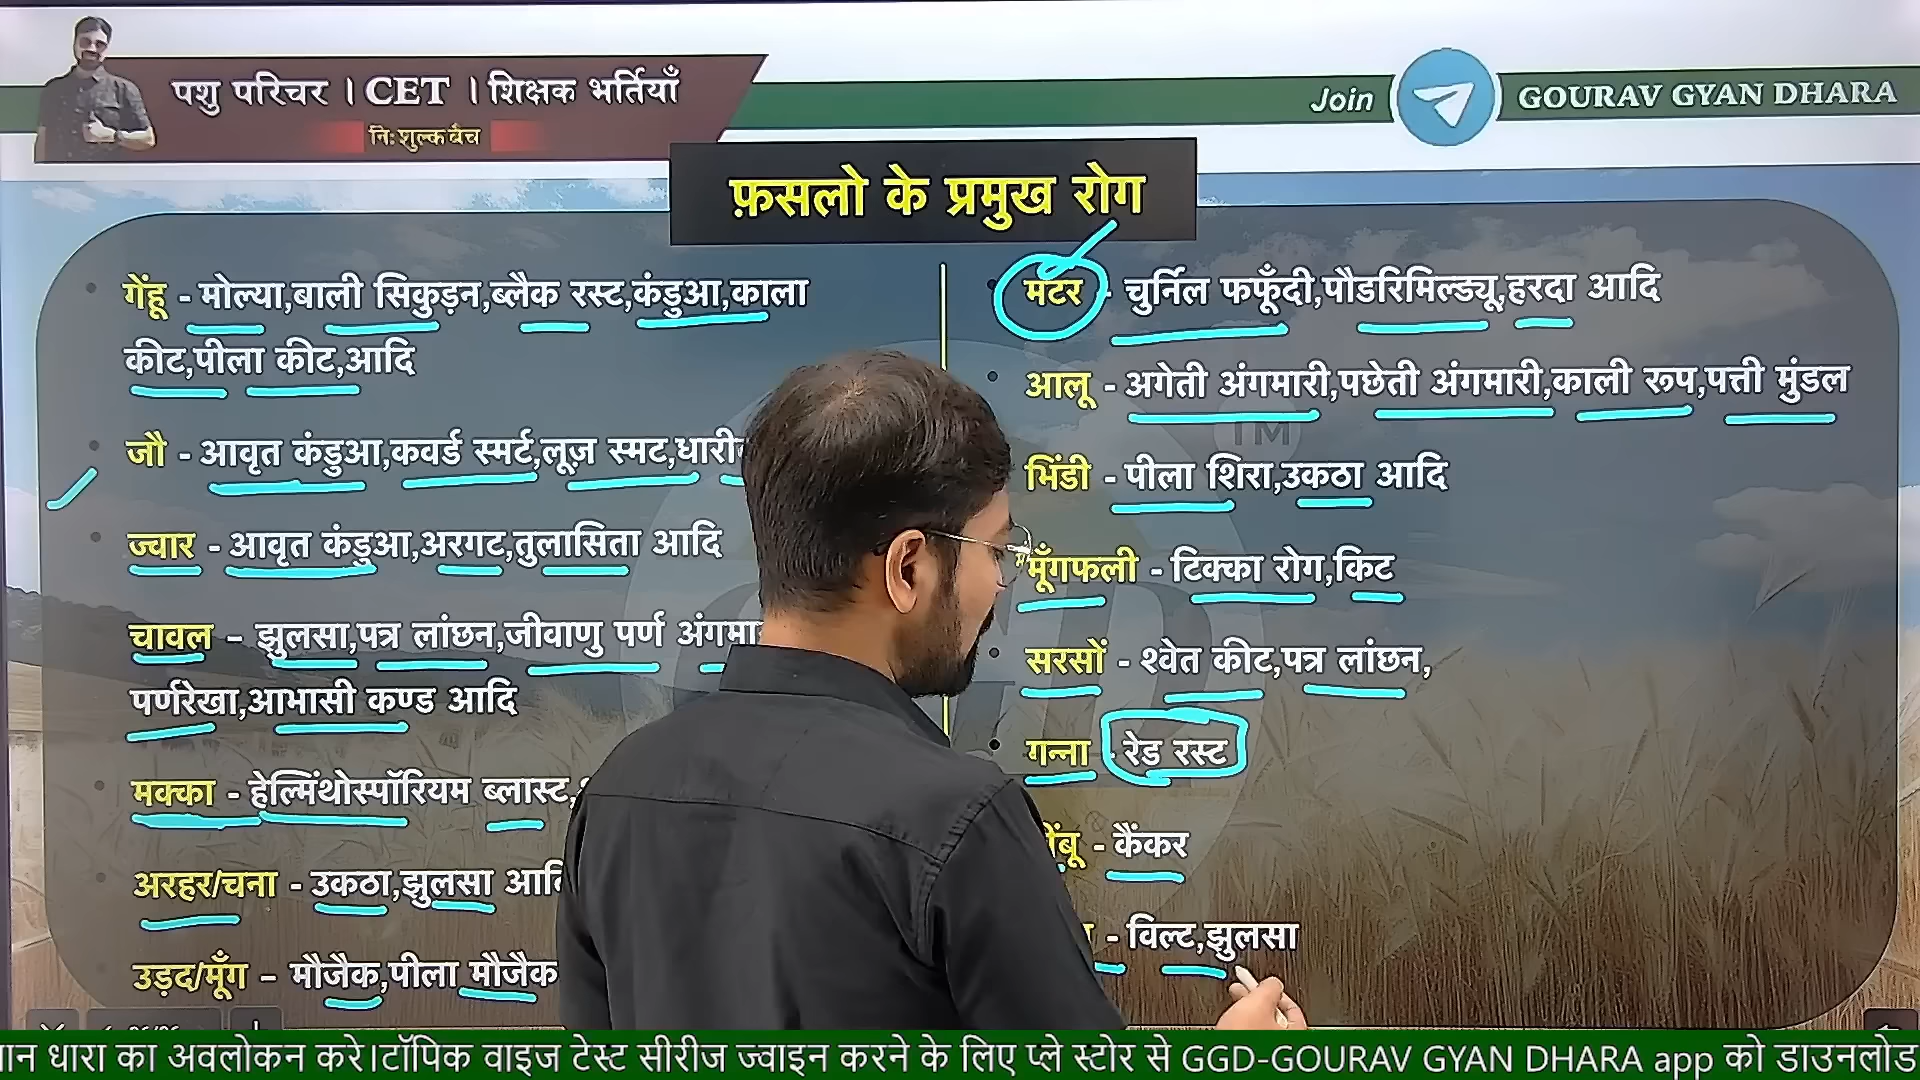 पशु परिचर । CET । शिक्षक भर्तियाँ
नि:शुल्क बैच
Join GOURAV GYAN DHARA
फ़सलो के प्रमुख रोग
गेंहू - मोल्या,बाली सिकुड़न,ब्लैक रस्ट,कंडुआ,काला
कीट,पीला कीट,आदि
जौ - आवृत कंडुआ,कवर्ड स्मर्ट,लूज़ स्मट,
ज्वार - आवृत कंडुआ,अरगट,तुलासिता आदि
चावल - झुलसा,पत्र लांछन,जीवाणु पर्ण
पर्णरेखा,आभासी कण्ड आदि
मक्का - हेल्मिंथोस्पॉरियम ब्लास्ट,
अरहर/चना - उकठा,झुलसा
उड़द/मूँग - मौजैक,पीला मौजैक
मटर - चुर्निल फफूँदी,पौडरिमिल्ड्यू,हरदा आदि
आलू - अगेती अंगमारी,पछेती अंगमारी,काली रूप,पत्ती मुंडल
TM
भिंडी - पीला शिरा,उकठा आदि
मूँगफली - टिक्का रोग,किट
सरसों - श्वेत कीट,पत्र लांछन,
गन्ना - रेड रस्ट
- कैंकर
- विल्ट,झुलसा
धारा का अवलोकन करे।टॉपिक वाइज टेस्ट सीरीज ज्वाइन करने के लिए प्ले स्टोर से GGD-GOURAV GYAN DHARA app को डाउनलोड